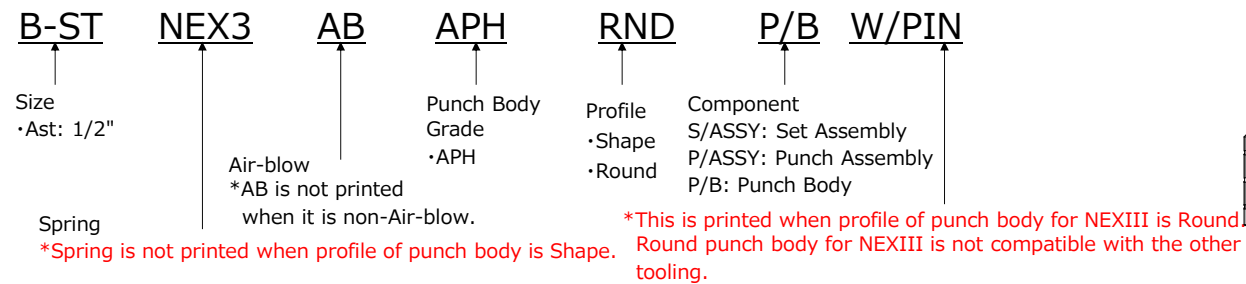 B-ST NEX3 AB APH RND P/B W/PIN
Size
・Ast: 1/2"
Spring
*Spring is not printed when profile of punch body is Shape.
Air-blow
*AB is not printed
when it is non-Air-blow.
Punch Body
Grade
・APH
Profile
・Shape
・Round
Component
S/ASSY: Set Assembly
P/ASSY: Punch Assembly
P/B: Punch Body
*This is printed when profile of punch body for NEXIII is Round.
Round punch body for NEXIII is not compatible with the other
tooling.